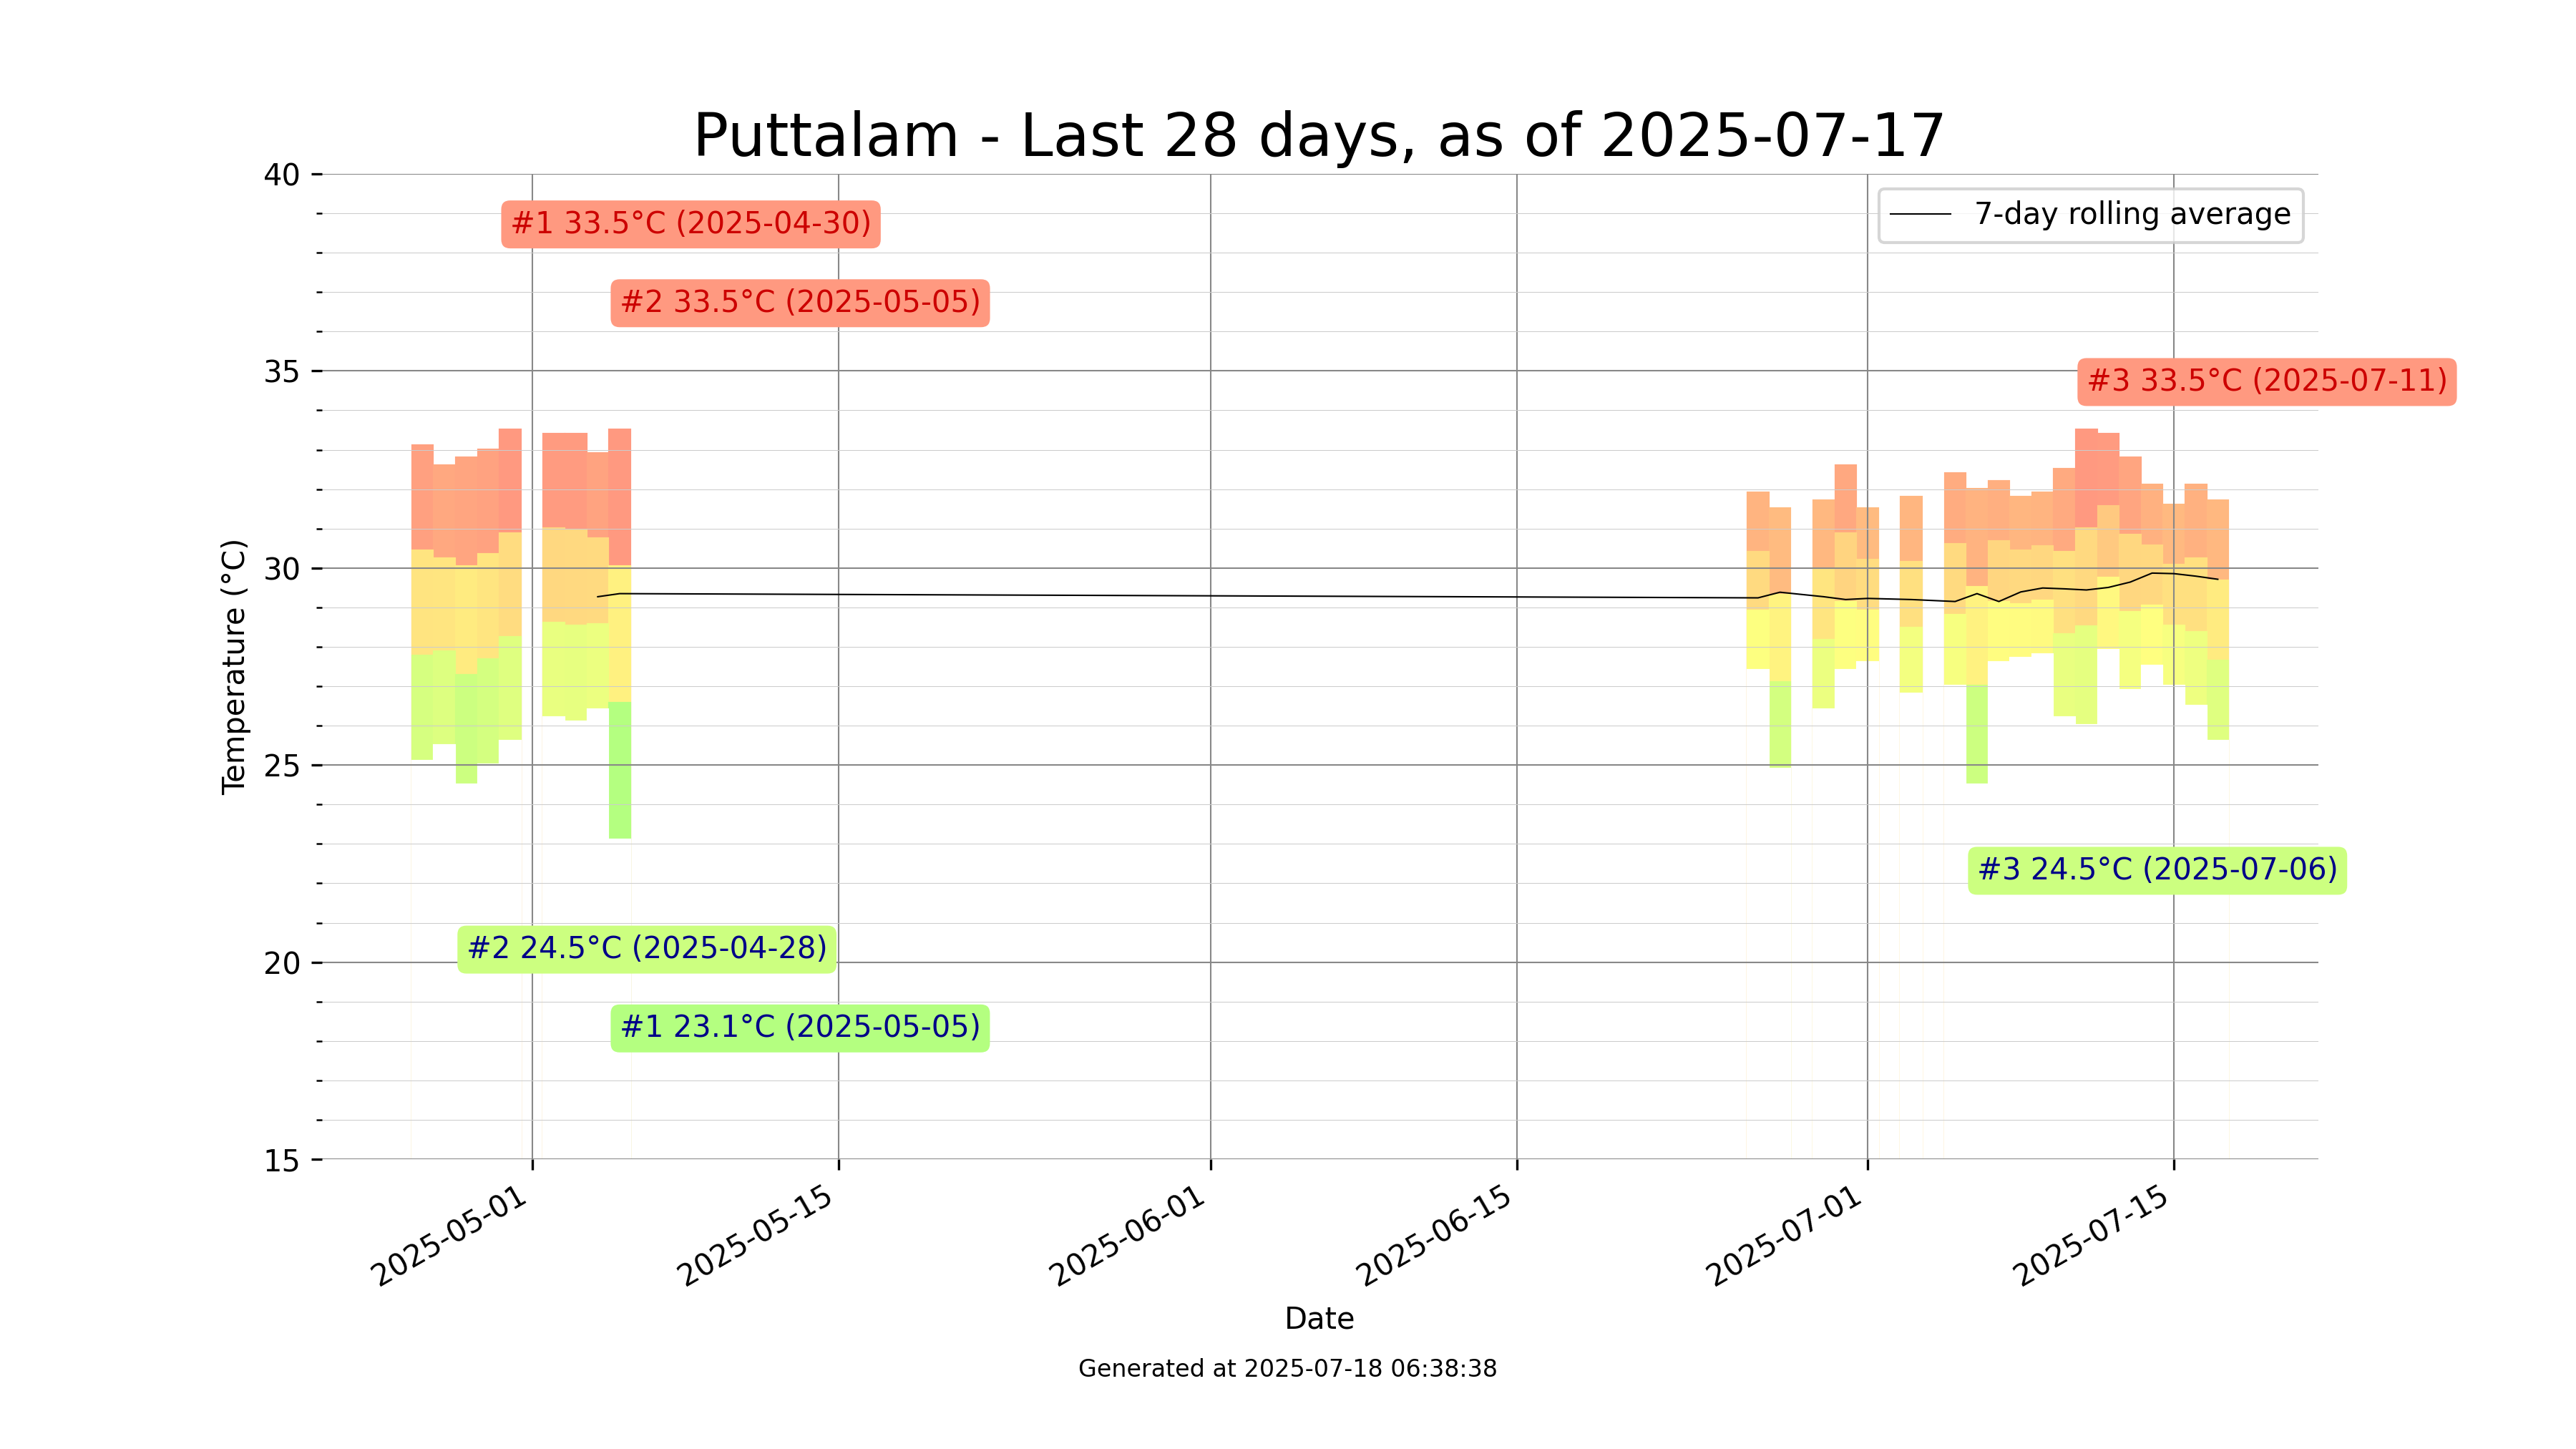 Puttalam - Last 28 days, as of 2025-07-17
40
#1 33.5°C (2025-04-30)
7-day rolling average
#2 33.5°C (2025-05-05)
35
#3 33.5°C (2025-07-11)
30
Temperature (°C)
25
#3 24.5°C (2025-07-06)
#2 24.5°C (2025-04-28)
20
#1 23.1°C (2025-05-05)
15
2025-05-01
2025-05-15
2025-06-01
2025-06-15
2025-07-01
2025-07-15
Date
Generated at 2025-07-18 06:38:38